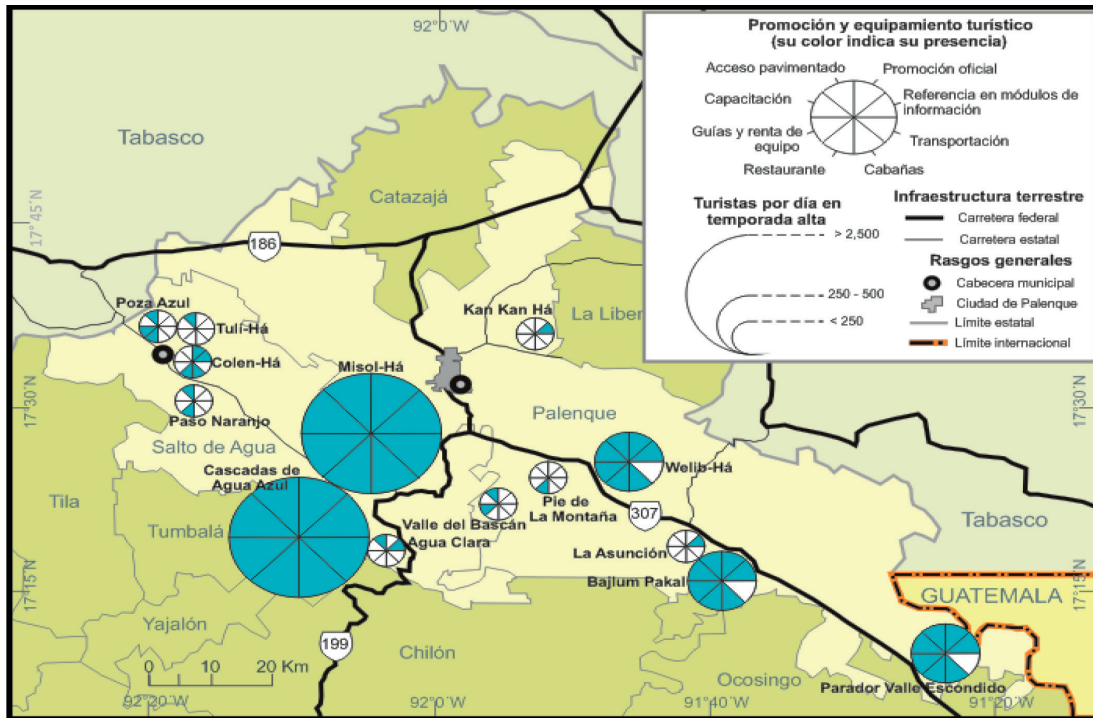 92°0´W
Promoción y equipamiento turístico
(su color indica su presencia)
Acceso pavimentado
Promoción oficial
Capacitación
Referencia en módulos de
información
Guías y renta de
equipo
Transportación
Restaurante
Cabañas
Turistas por día en
temporada alta
> 2,500
250 - 500
< 250
Infraestructura terrestre
Carretera federal
Carretera estatal
Rasgos generales
Cabecera municipal
Ciudad de Palenque
Límite estatal
Límite internacional
Tabasco
Catazajá
17°45´N
186
Poza Azul
Tulí-Há
Kan Kan Há
La Liber
Colen-Há
Misol-Há
17°30´N
17°30´N
Paso Naranjo
Palenque
Salto de Agua
Cascadas de
Agua Azul
Welib-Há
Tila
Pie de
La Montaña
Tumbalá
Valle del Bascán
307
Tabasco
Agua Clara
La Asunción
Bajlum Pakal
17°15´N
17°15´N
GUATEMALA
Yajalón
199
Chilón
0 10 20 Km
Ocosingo
Parador Valle Escondido
92°20´W
92°0´W
91°40´W
91°20´W